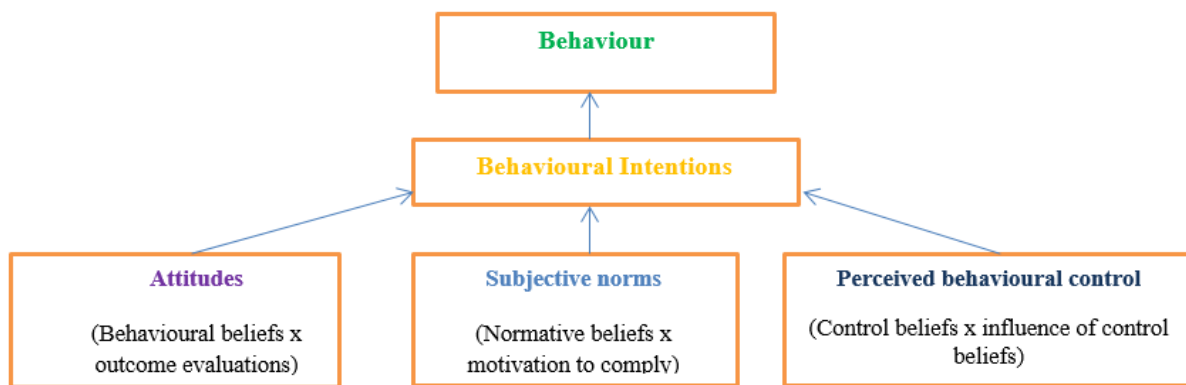 Behaviour
Behavioural Intentions
Attitudes
(Behavioural beliefs x
outcome evaluations)
Subjective norms
(Normative beliefs x
motivation to comply)
Perceived behavioural control
(Control beliefs x influence of control
beliefs)